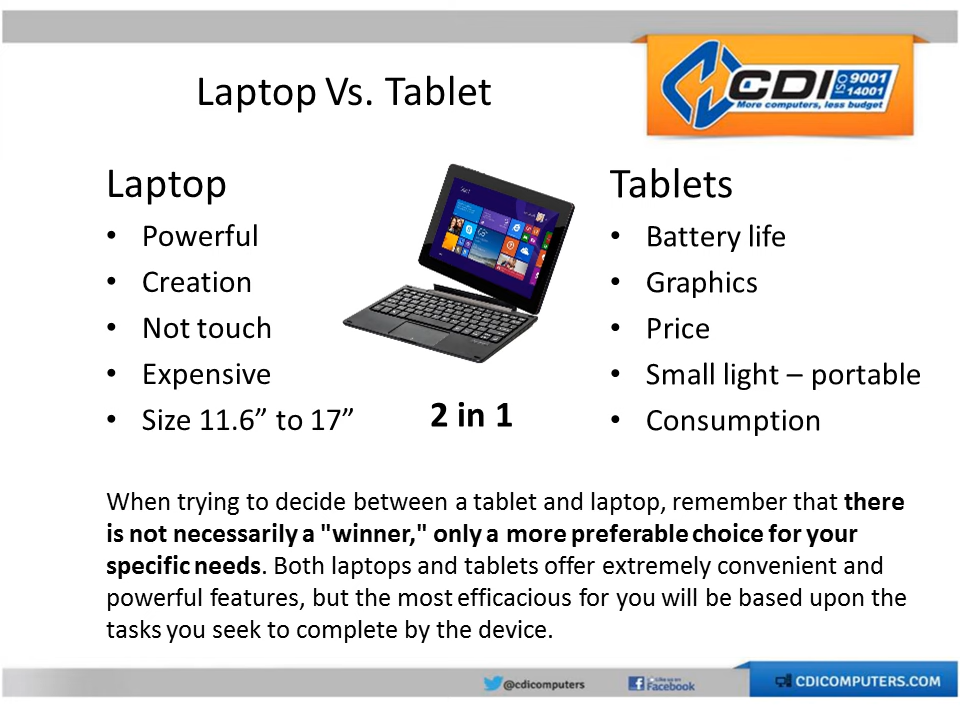 Laptop Vs. Tablet
CDI ISO 9001 14001
More computers, less budget
Laptop
• Powerful
• Creation
• Not touch
• Expensive
• Size 11.6” to 17”
2 in 1
Tablets
• Battery life
• Graphics
• Price
• Small light – portable
• Consumption
When trying to decide between a tablet and laptop, remember that there
is not necessarily a "winner," only a more preferable choice for your
specific needs. Both laptops and tablets offer extremely convenient and
powerful features, but the most efficacious for you will be based upon the
tasks you seek to complete by the device.
@cdicomputers
Like us on
Facebook
CDICOMPUTERS.COM